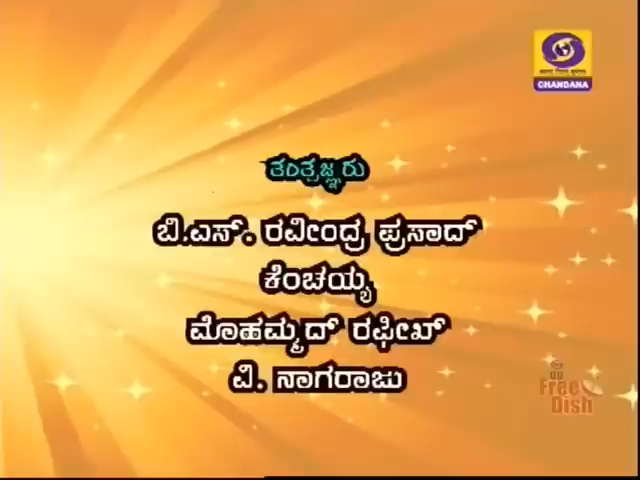 CHANDANA
ತಂತ್ರಜ್ಞರು
ಬಿ.ಎಸ್. ರವೀಂದ್ರ ಪ್ರಸಾದ್
ಕೆಂಚಯ್ಯ
ಮೊಹಮ್ಮದ್ ರಫೀಖ್
ವಿ. ನಾಗರಾಜು
DD
Free
Dish